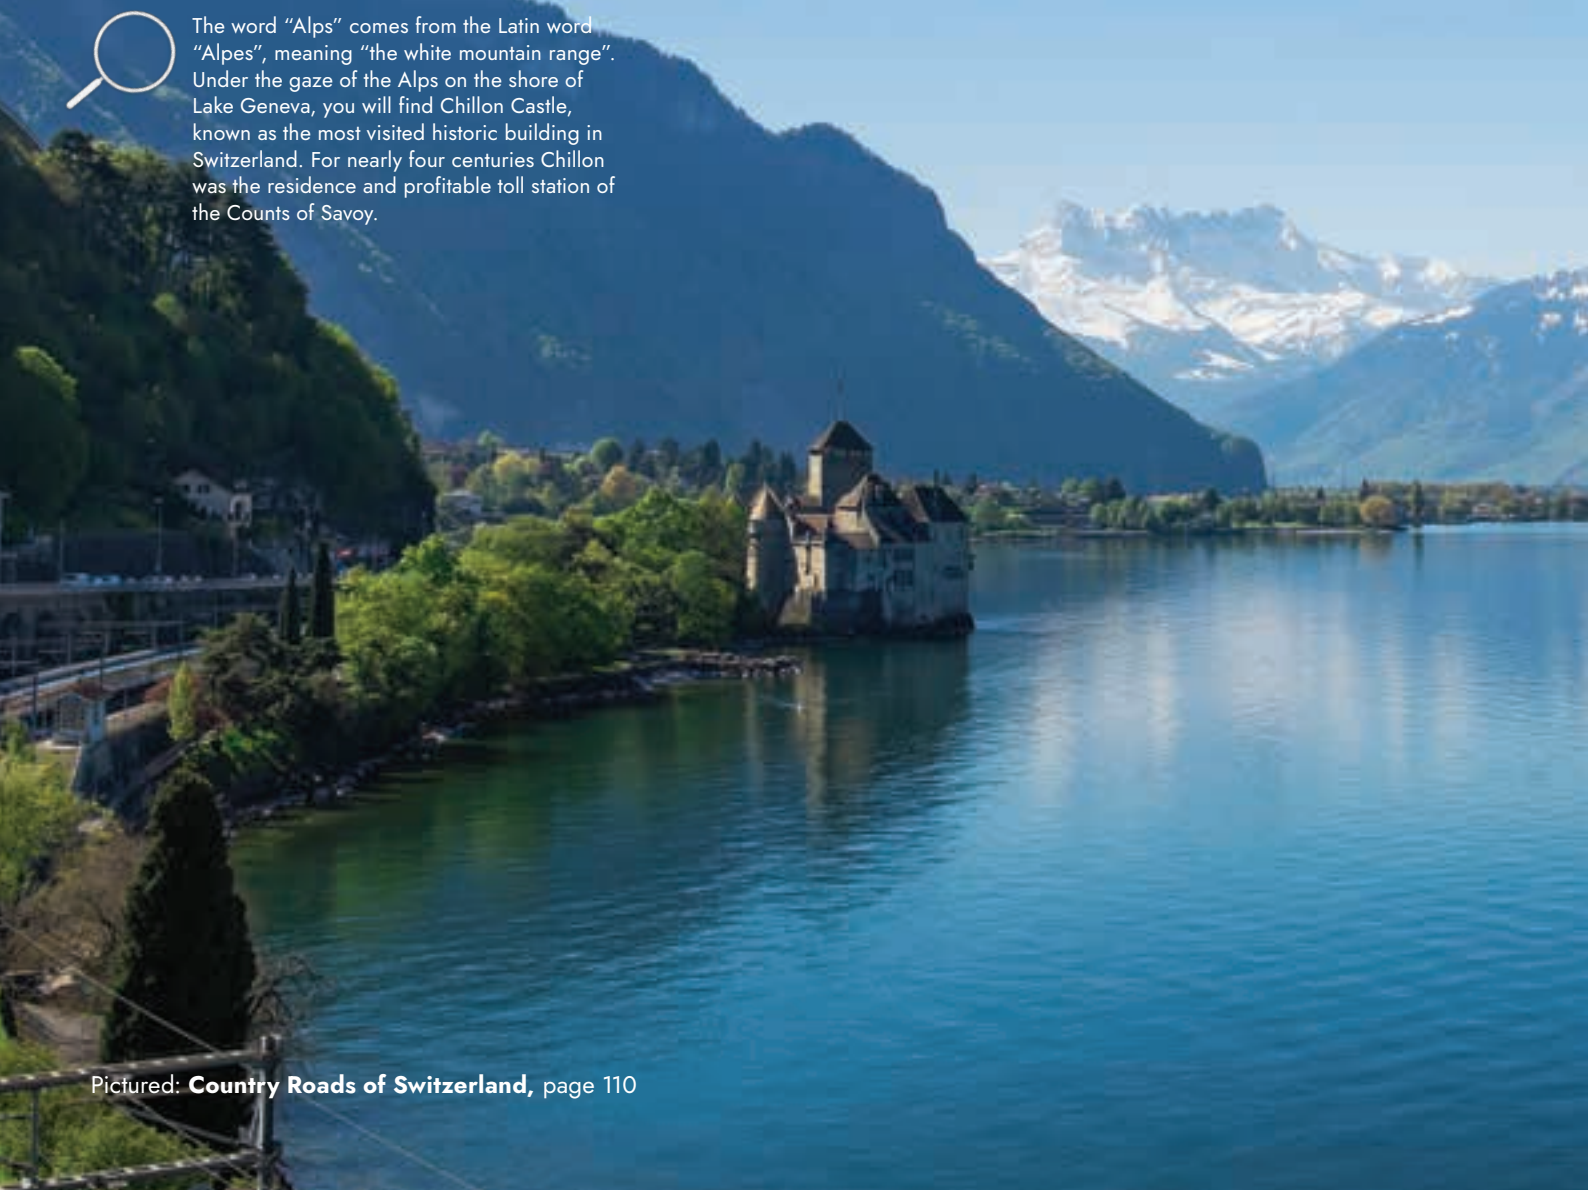 The word “Alps” comes from the Latin word
“Alpes”, meaning “the white mountain range”.
Under the gaze of the Alps on the shore of
Lake Geneva, you will find Chillon Castle,
known as the most visited historic building in
Switzerland. For nearly four centuries Chillon
was the residence and profitable toll station of
the Counts of Savoy.
Pictured: Country Roads of Switzerland, page 110